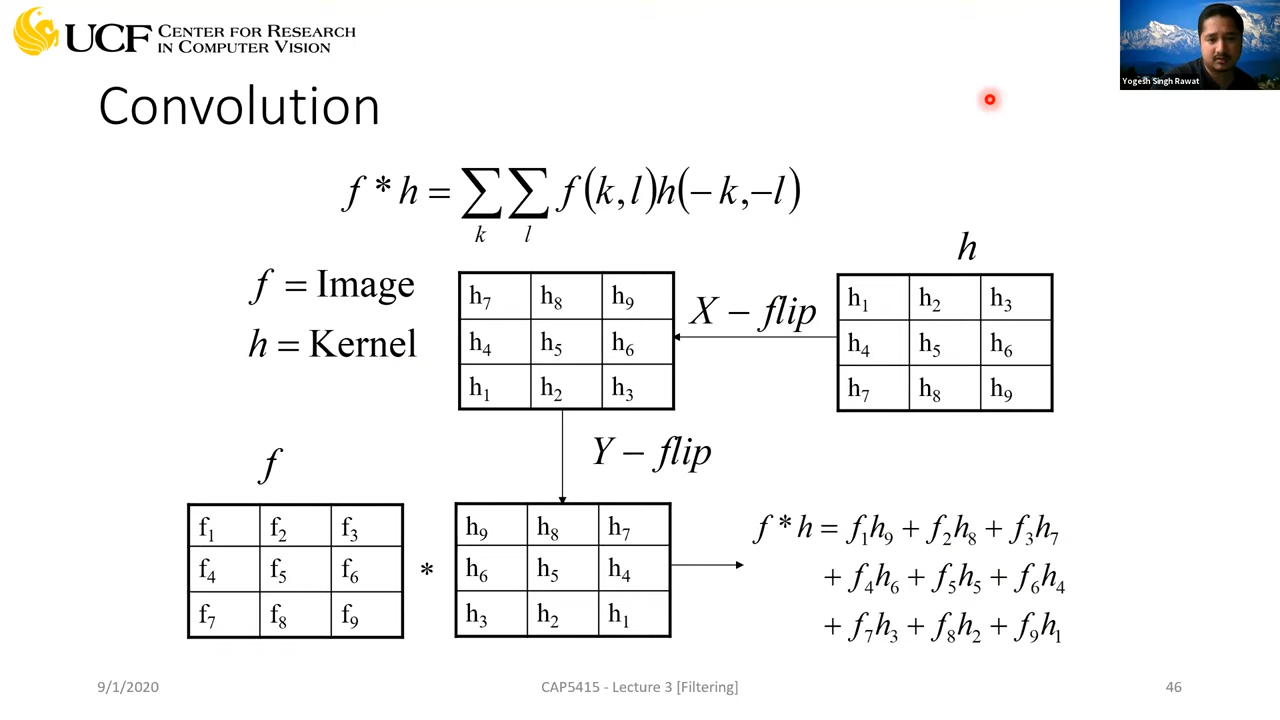 UCF CENTER FOR RESEARCH
IN COMPUTER VISION
Yogesh Singh Rawat
Convolution
f * h = ∑∑ f(k,l)h(−k,−l)
k l
h
f = Image
h = Kernel
h₇ h₈ h₉
h₄ h₅ h₆
h₁ h₂ h₃
X − flip
h₁ h₂ h₃
h₄ h₅ h₆
h₇ h₈ h₉
Y − flip
f
f₁ f₂ f₃
f₄ f₅ f₆
f₇ f₈ f₉
*
h₉ h₈ h₇
h₆ h₅ h₄
h₃ h₂ h₁
f * h = f₁h₉ + f₂h₈ + f₃h₇
+ f₄h₆ + f₅h₅ + f₆h₄
+ f₇h₃ + f₈h₂ + f₉h₁
9/1/2020
CAP5415 - Lecture 3 [Filtering]
46